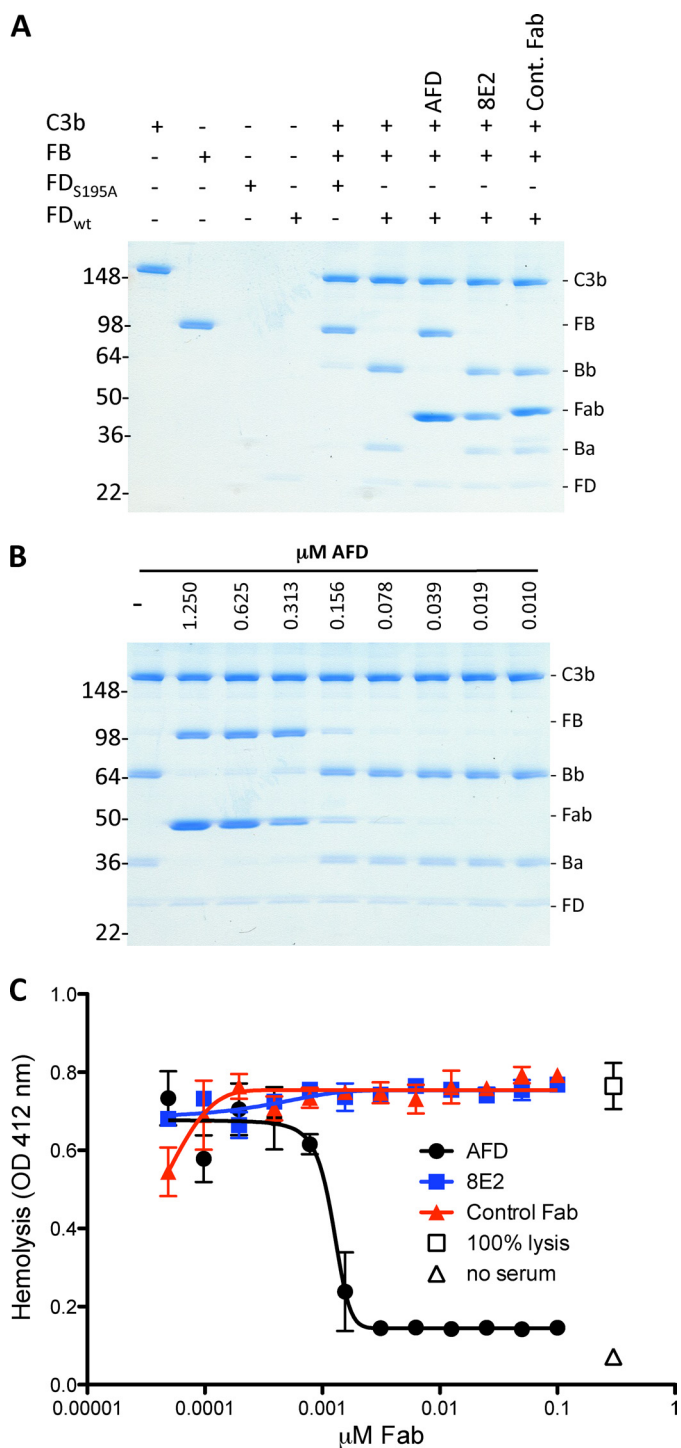 A
AFD
8E2
Cont. Fab
C3b + - - - + + + + +
FB - + - - + + + + +
FDS195A - - + - + - - - -
FDwt - - - + - + + + +
148-
98-
64-
50-
36-
22-
- C3b
- FB
- Bb
- Fab
- Ba
- FD
B
μM AFD
- 1.250 0.625 0.313 0.156 0.078 0.039 0.019 0.010
148-
98-
64-
50-
36-
22-
- C3b
- FB
- Bb
- Fab
- Ba
- FD
C
Hemolysis (OD 412 nm)
1.0
0.8
0.6
0.4
0.2
0.0
AFD
8E2
Control Fab
100% lysis
no serum
0.00001 0.0001 0.001 0.01 0.1 1
μM Fab